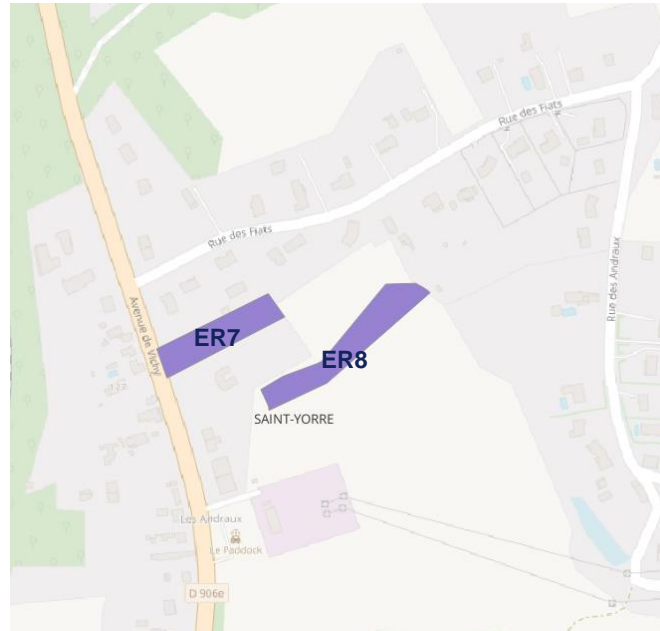 Rue des Fiats
Rue des Fiats
Rue des Andraux
Avenue de Vichy
ER7
ER8
122
SAINT-YORRE
Les Andraux
Le Paddock
D 906e